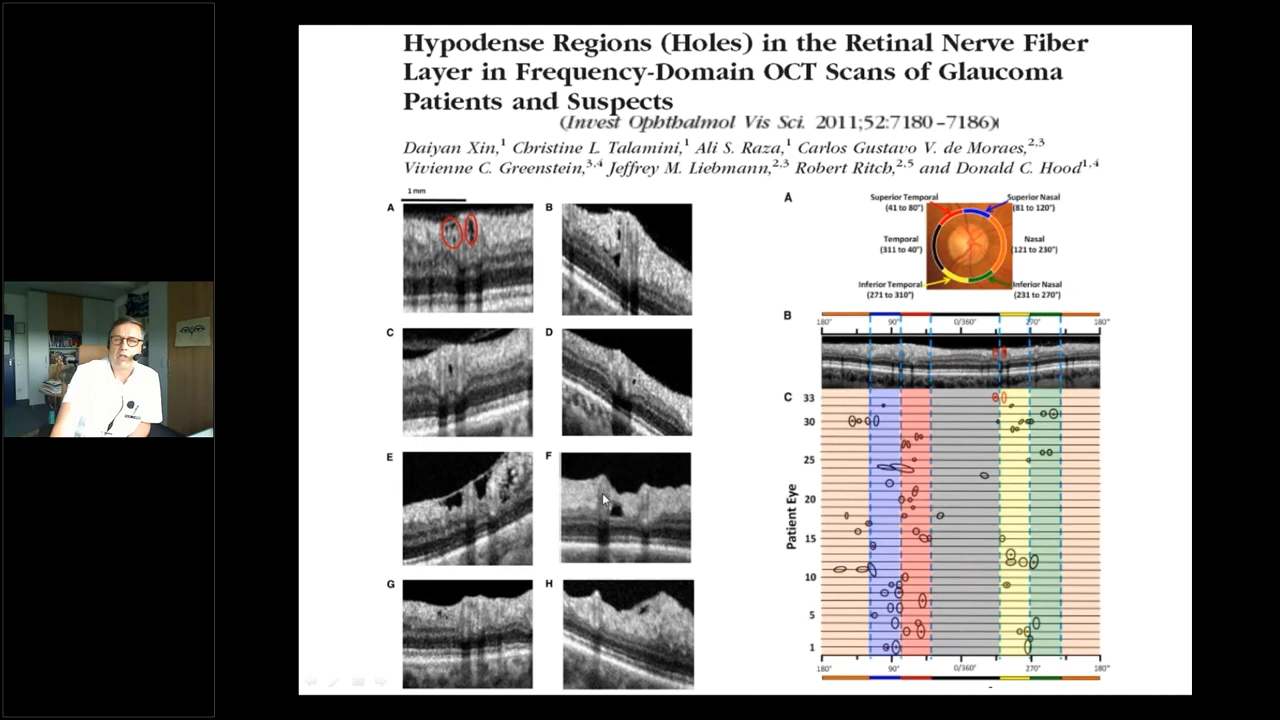 Hypodense Regions (Holes) in the Retinal Nerve Fiber
Layer in Frequency-Domain OCT Scans of Glaucoma
Patients and Suspects
(Invest Ophthalmol Vis Sci. 2011;52:7180–7186)
Daiyan Xin,1 Christine L. Talamini,1 Ali S. Raza,1 Carlos Gustavo V. de Moraes,2,3
Vivienne C. Greenstein,3,4 Jeffrey M. Liebmann,2,3 Robert Ritch,2,5 and Donald C. Hood1,4
1 mm
A
B
C
D
E
F
G
H
A
Superior Temporal
(41 to 80°)
Superior Nasal
(81 to 120°)
Temporal
(311 to 40°)
Nasal
(121 to 230°)
Inferior Temporal
(271 to 310°)
Inferior Nasal
(231 to 270°)
B
180° 90° 0/360° 270° 180°
C
33
30
25
20
15
10
5
1
Patient Eye
180° 90° 0/360° 270° 180°